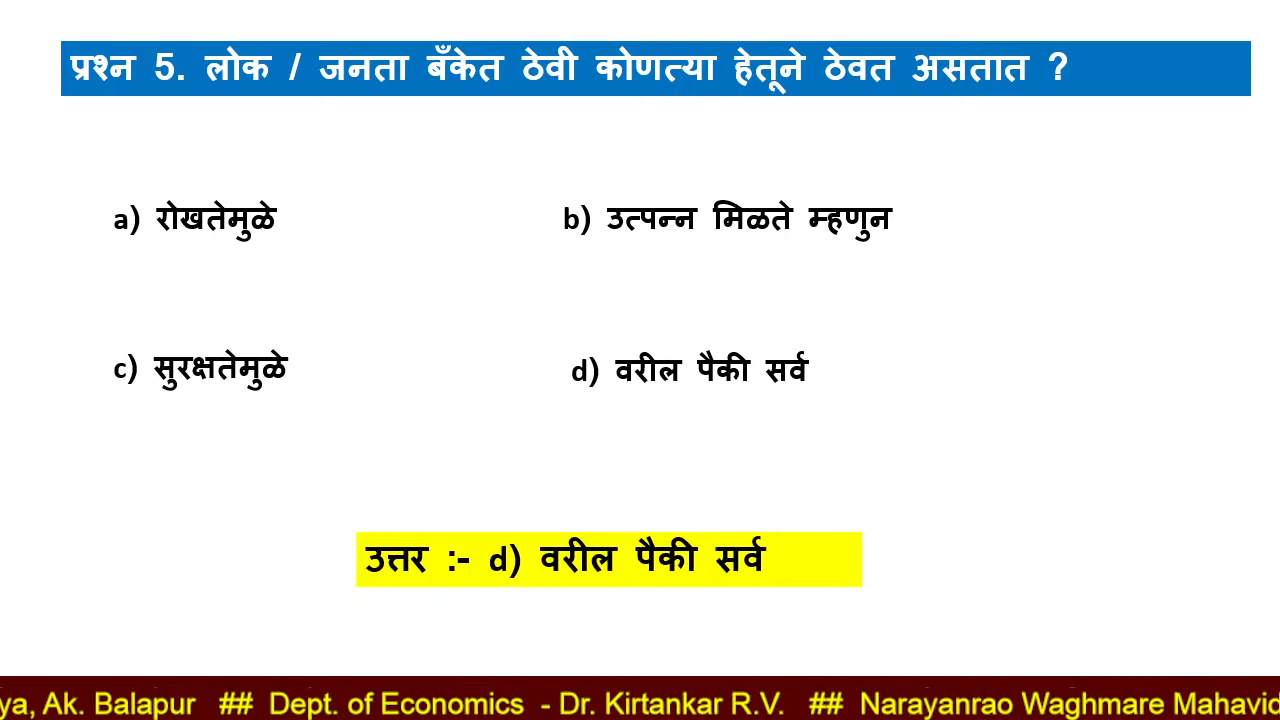 प्रश्न 5. लोक / जनता बँकेत ठेवी कोणत्या हेतूने ठेवत असतात ?
a) रोखतेमुळे b) उत्पन्न मिळते म्हणुन
c) सुरक्षतेमुळे d) वरील पैकी सर्व
उत्तर :- d) वरील पैकी सर्व
ya, Ak. Balapur ## Dept. of Economics - Dr. Kirtankar R.V. ## Narayanrao Waghmare Mahavid